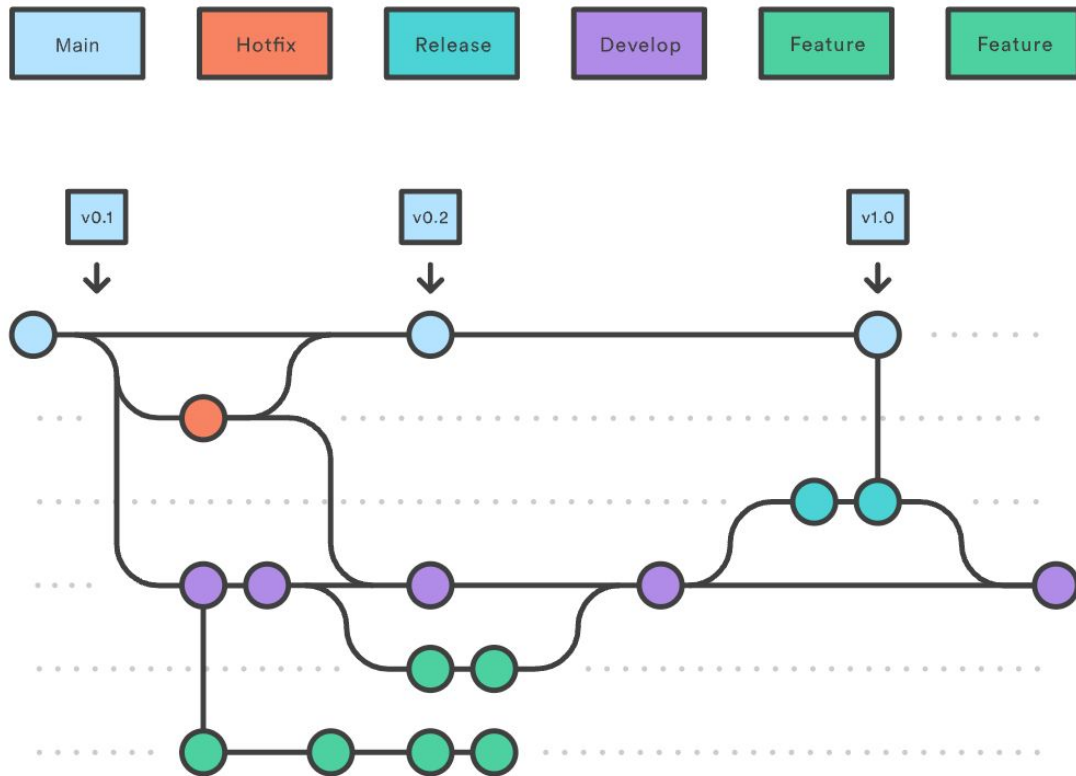 Main
Hotfix
Release
Develop
Feature
Feature
v0.1
v0.2
v1.0